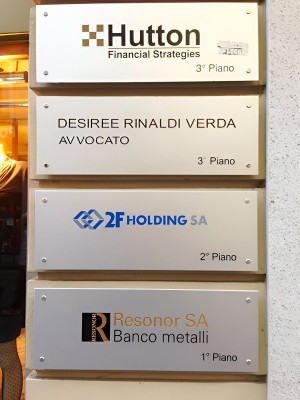 Hutton
Financial Strategies
3° Piano
DESIREE RINALDI VERDA
AVVOCATO
3° Piano
2F HOLDING SA
2° Piano
RESONOR
R
Resonor SA
Banco metalli
1° Piano